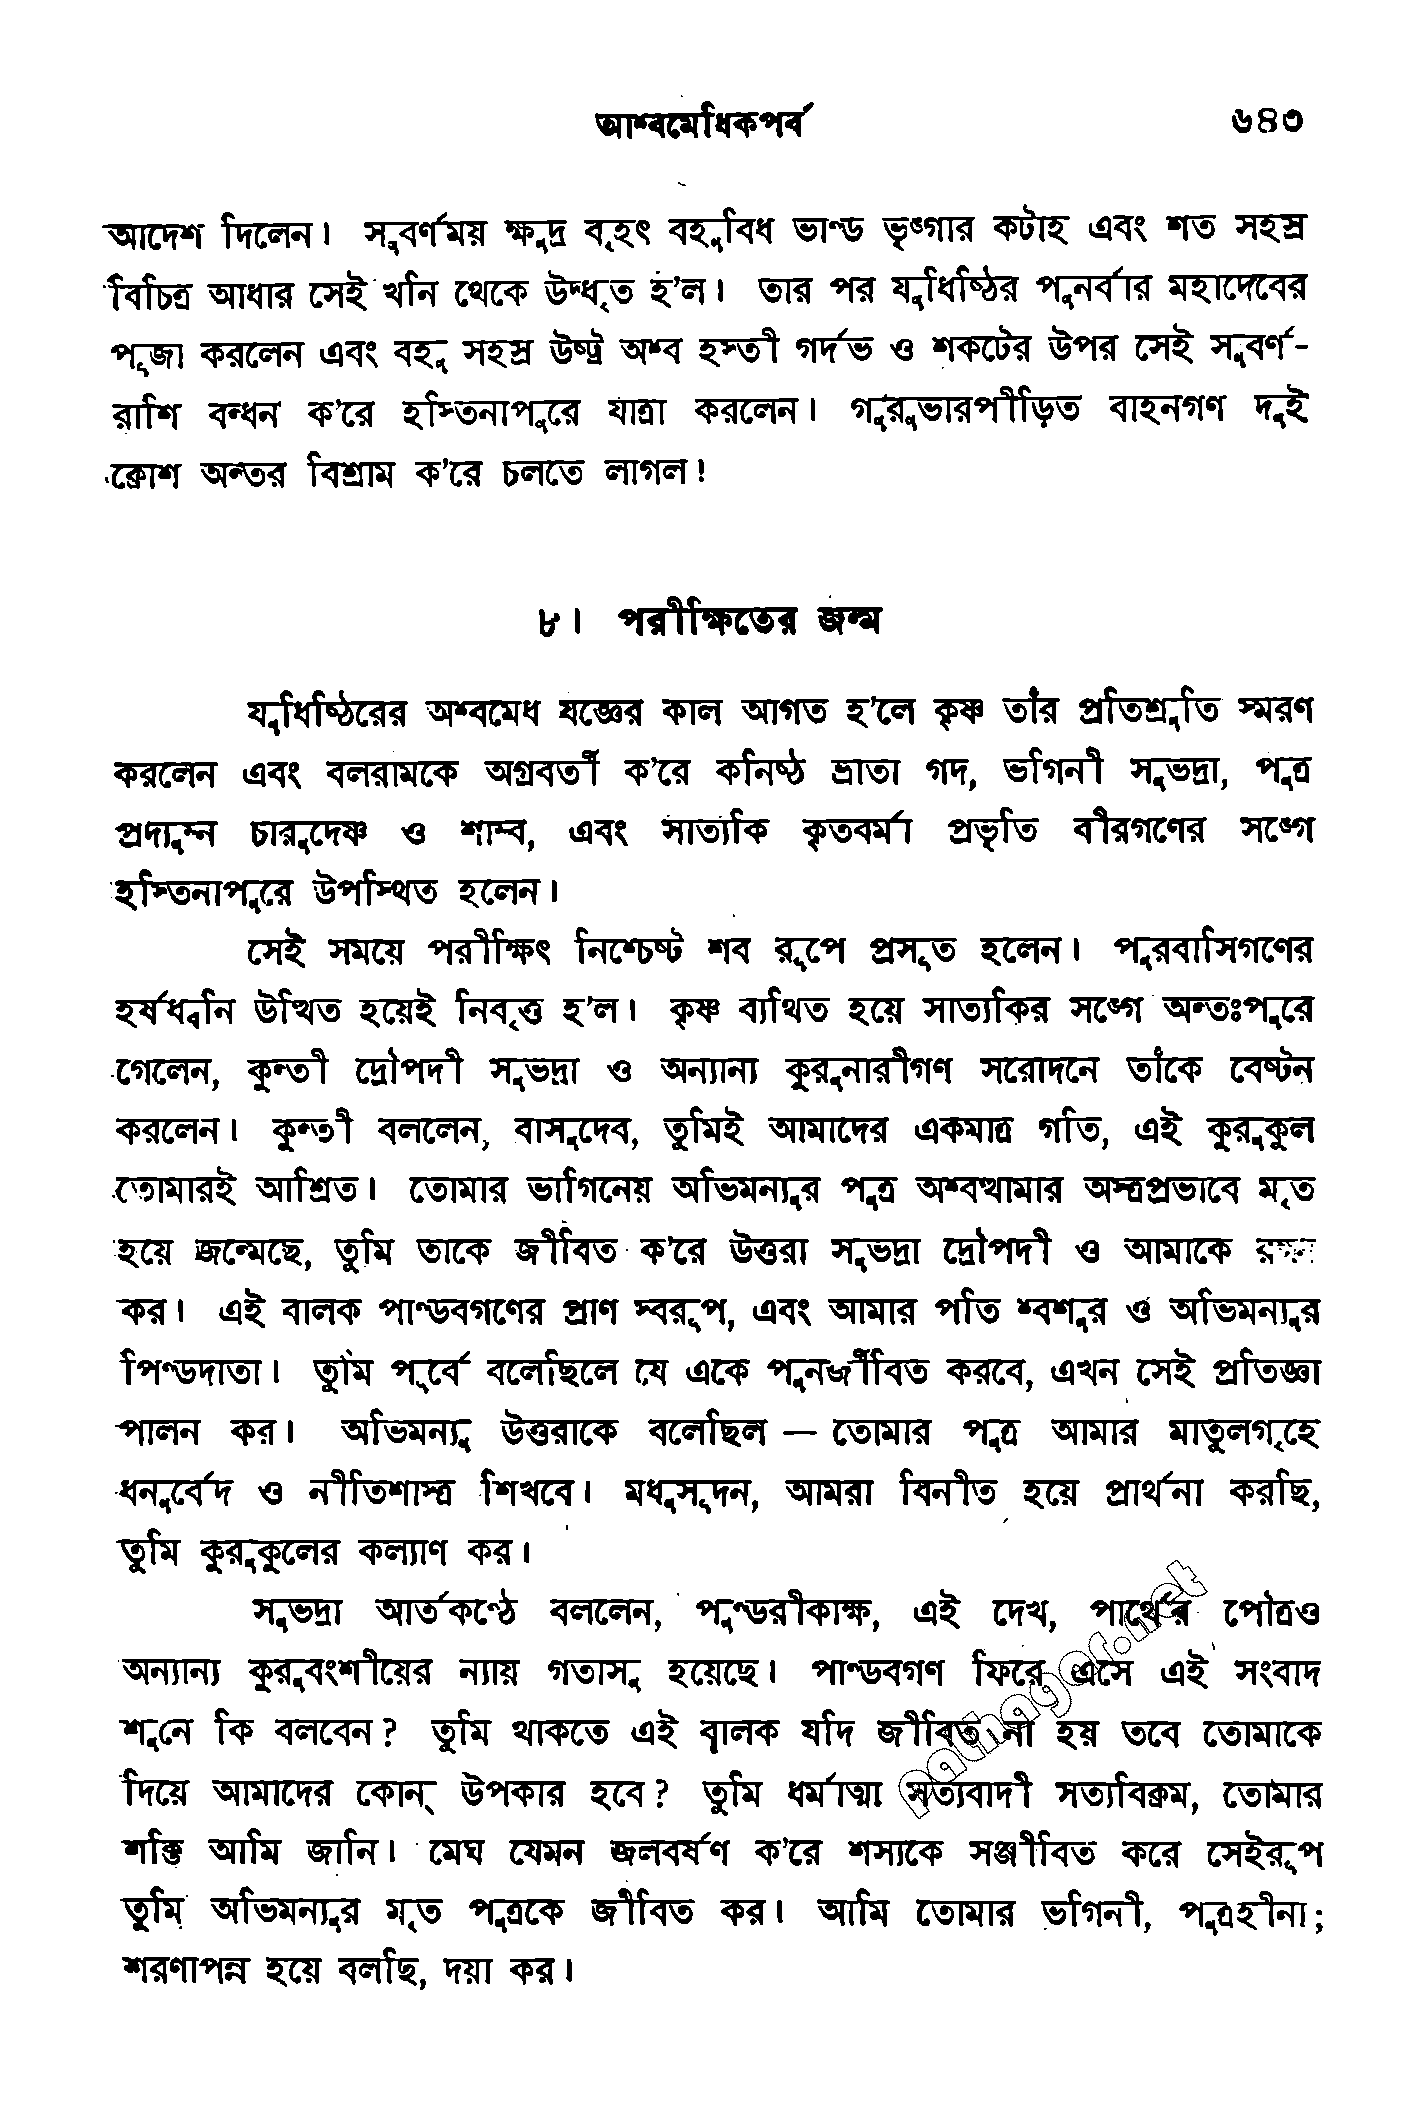 আশ্বমেধিকপর্ব ৬৪৩
আদেশ দিলেন। সুবর্ণময় ক্ষুদ্র বৃহৎ বহুবিধ ভাণ্ড ভৃঙ্গার কটাহ এবং শত সহস্র
বিচিত্র আধার সেই খনি থেকে উদ্ধৃত হ'ল। তার পর যুধিষ্ঠির পুনর্বার মহাদেবের
পূজা করলেন এবং বহু সহস্র উষ্ট্র অশ্ব হস্তী গর্দভ ও শকটের উপর সেই সুবর্ণ-
রাশি বন্ধন ক'রে হস্তিনাপুরে যাত্রা করলেন। গুরুভারপীড়িত বাহনগণ দুই
ক্রোশ অন্তর বিশ্রাম ক'রে চলতে লাগল!
৮। পরীক্ষিতের জন্ম
যুধিষ্ঠিরের অশ্বমেধ যজ্ঞের কাল আগত হ'লে কৃষ্ণ তাঁর প্রতিশ্রুতি স্মরণ
করলেন এবং বলরামকে অগ্রবর্তী ক'রে কনিষ্ঠ ভ্রাতা গদ, ভগিনী সুভদ্রা, পুত্র
প্রদ্যুম্ন চারুদেষ্ণ ও শাম্ব, এবং সাত্যকি কৃতবর্মা প্রভৃতি বীরগণের সঙ্গে
হস্তিনাপুরে উপস্থিত হলেন।
সেই সময়ে পরীক্ষিৎ নিশ্চেষ্ট শব রূপে প্রসূত হলেন। পুরবাসিগণের
হর্ষধ্বনি উত্থিত হয়েই নিবৃত্ত হ'ল। কৃষ্ণ ব্যথিত হয়ে সাত্যকির সঙ্গে অন্তঃপুরে
গেলেন, কুন্তী দ্রৌপদী সুভদ্রা ও অন্যান্য কুরুনারীগণ সরোদনে তাঁকে বেষ্টন
করলেন। কুন্তী বললেন, বাসুদেব, তুমিই আমাদের একমাত্র গতি, এই কুরুকুল
তোমারই আশ্রিত। তোমার ভাগিনেয় অভিমন্যুর পুত্র অশ্বত্থামার অস্ত্রপ্রভাবে মৃত
হয়ে জন্মেছে, তুমি তাকে জীবিত ক'রে উত্তরা সুভদ্রা দ্রৌপদী ও আমাকে রক্ষা
কর। এই বালক পাণ্ডবগণের প্রাণ স্বরূপ, এবং আমার পতি শ্বশুর ও অভিমন্যুর
পিণ্ডদাতা। তুমি পূর্বে বলেছিলে যে একে পুনর্জীবিত করবে, এখন সেই প্রতিজ্ঞা
পালন কর। অভিমন্যু উত্তরাকে বলেছিল — তোমার পুত্র আমার মাতুলগৃহে
ধনুর্বেদ ও নীতিশাস্ত্র শিখবে। মধুসূদন, আমরা বিনীত হয়ে প্রার্থনা করছি,
তুমি কুরুকুলের কল্যাণ কর।
সুভদ্রা আর্তকণ্ঠে বললেন, পুণ্ডরীকাক্ষ, এই দেখ, পার্থের পৌত্রও
অন্যান্য কুরুবংশীয়ের ন্যায় গতাসু হয়েছে। পাণ্ডবগণ ফিরে এসে এই সংবাদ
শুনে কি বলবেন? তুমি থাকতে এই বালক যদি জীবিত না হয় তবে তোমাকে
দিয়ে আমাদের কোন্ উপকার হবে? তুমি ধর্মাত্মা সত্যবাদী সত্যবিক্রম, তোমার
শক্তি আমি জানি। মেঘ যেমন জলবর্ষণ ক'রে শস্যকে সঞ্জীবিত করে সেইরূপ
তুমি অভিমন্যুর মৃত পুত্রকে জীবিত কর। আমি তোমার ভগিনী, পুত্রহীনা;
শরণাপন্ন হয়ে বলছি, দয়া কর।
pathagar.net